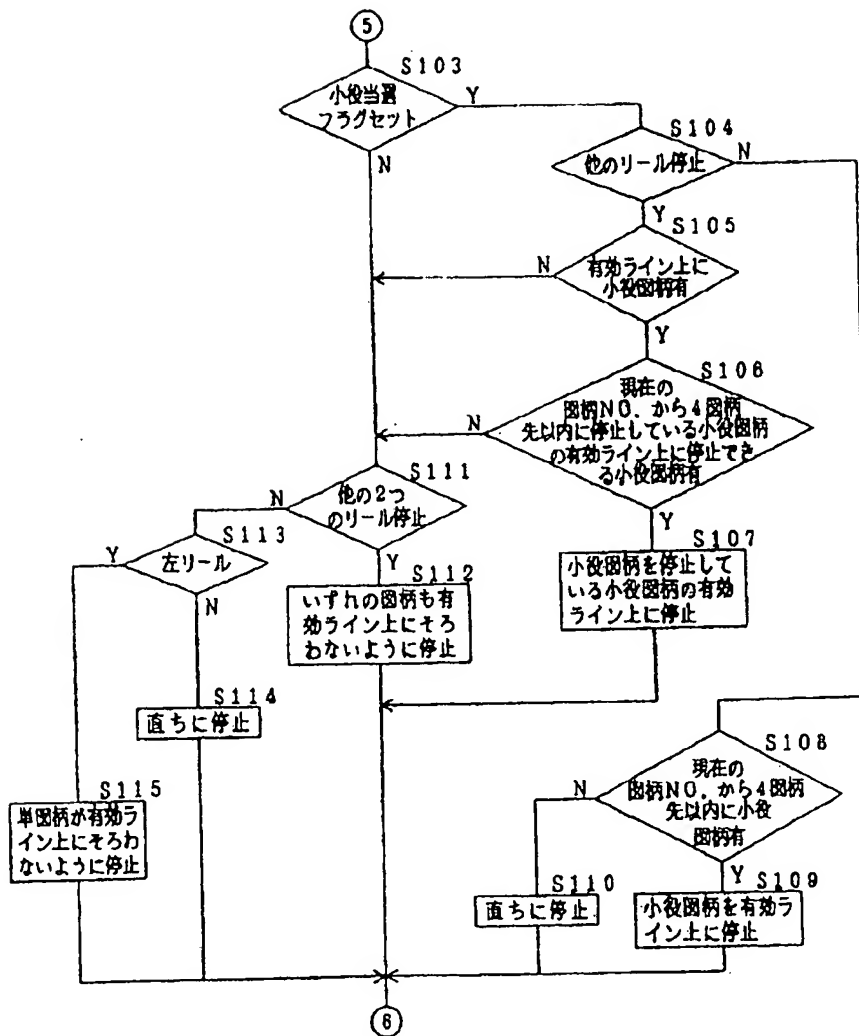 5
S103
小役当選
フラグセット
Y
N
S104
他のリール停止
N
Y
S105
有効ライン上に
小役図柄有
N
Y
S106
現在の
図柄NO.から4図柄
先以内に停止している小役図柄
の有効ライン上に停止でき
る小役図柄有
N
Y
S107
小役図柄を停止して
いる小役図柄の有効
ライン上に停止
S111
他の2つ
のリール停止
N
Y
S112
いずれの図柄も有
効ライン上にそろ
わないように停止
S113
左リール
Y
N
S114
直ちに停止
S115
単図柄が有効ラ
イン上にそろわ
ないように停止
S108
現在の
図柄NO.から4図柄
先以内に小役
図柄有
N
Y
S110
直ちに停止
S109
小役図柄を有効ラ
イン上に停止
6